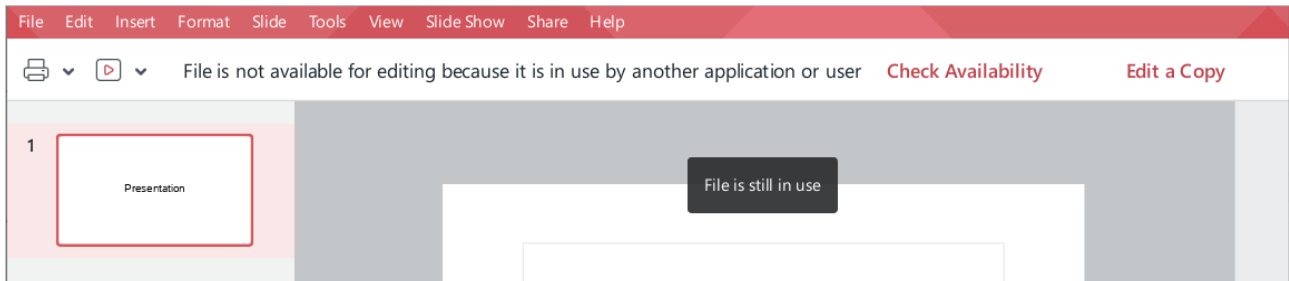 File Edit Insert Format Slide Tools View Slide Show Share Help
File is not available for editing because it is in use by another application or user Check Availability Edit a Copy
1
Presentation
File is still in use